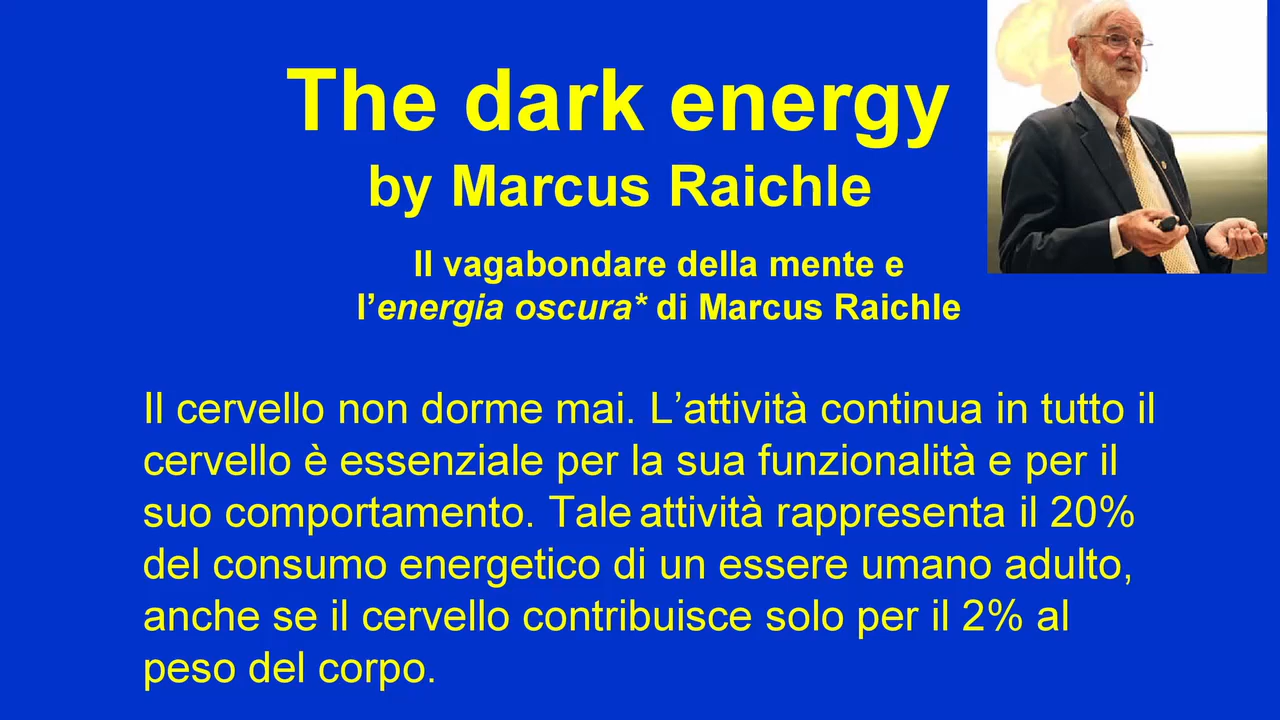 The dark energy
by Marcus Raichle
Il vagabondare della mente e
l’energia oscura* di Marcus Raichle
Il cervello non dorme mai. L’attività continua in tutto il
cervello è essenziale per la sua funzionalità e per il
suo comportamento. Tale attività rappresenta il 20%
del consumo energetico di un essere umano adulto,
anche se il cervello contribuisce solo per il 2% al
peso del corpo.